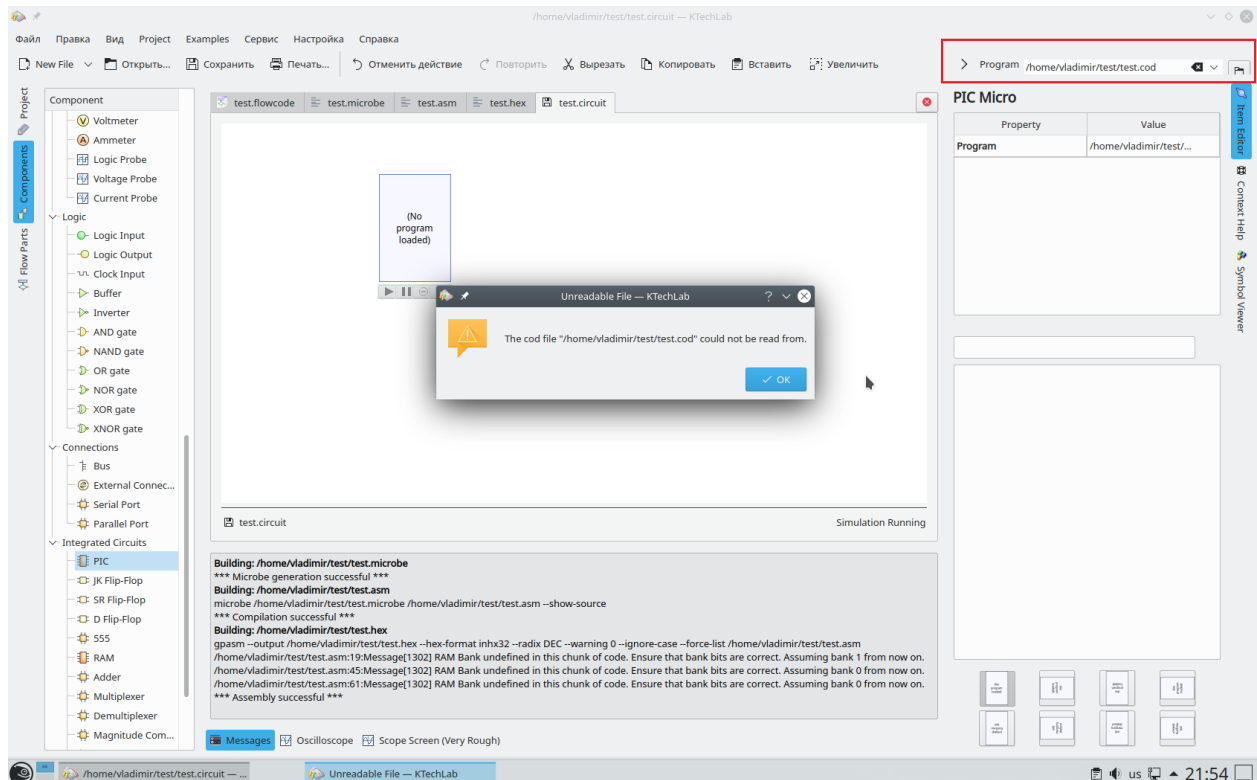 /home/vladimir/test/test.circuit — KTechLab
Файл Правка Вид Project Examples Сервис Настройка Справка
New File Открыть... Сохранить Печать... Отменить действие Повторить Вырезать Копировать Вставить Увеличить
Program /home/vladimir/test/test.cod
Project
Components
Flow Parts
Component
Voltmeter
Ammeter
Logic Probe
Voltage Probe
Current Probe
Logic
Logic Input
Logic Output
Clock Input
Buffer
Inverter
AND gate
NAND gate
OR gate
NOR gate
XOR gate
XNOR gate
Connections
Bus
External Connec...
Serial Port
Parallel Port
Integrated Circuits
PIC
JK Flip-Flop
SR Flip-Flop
D Flip-Flop
555
RAM
Adder
Multiplexer
Demultiplexer
Magnitude Com...
test.flowcode test.microbe test.asm test.hex test.circuit
(No
program
loaded)
Unreadable File — KTechLab
The cod file "/home/vladimir/test/test.cod" could not be read from.
OK
test.circuit Simulation Running
Building: /home/vladimir/test/test.microbe
*** Microbe generation successful ***
Building: /home/vladimir/test/test.asm
microbe /home/vladimir/test/test.microbe /home/vladimir/test/test.asm --show-source
*** Compilation successful ***
Building: /home/vladimir/test/test.hex
gpasm --output /home/vladimir/test/test.hex --hex-format inhx32 --radix DEC --warning 0 --ignore-case --force-list /home/vladimir/test/test.asm
/home/vladimir/test/test.asm:19:Message[1302] RAM Bank undefined in this chunk of code. Ensure that bank bits are correct. Assuming bank 1 from now on.
/home/vladimir/test/test.asm:45:Message[1302] RAM Bank undefined in this chunk of code. Ensure that bank bits are correct. Assuming bank 0 from now on.
/home/vladimir/test/test.asm:61:Message[1302] RAM Bank undefined in this chunk of code. Ensure that bank bits are correct. Assuming bank 0 from now on.
*** Assembly successful ***
Messages Oscilloscope Scope Screen (Very Rough)
PIC Micro
Property Value
Program /home/vladimir/test/...
Item Editor
Context Help
Symbol Viewer
/home/vladimir/test/test.circuit — ...
Unreadable File — KTechLab
us 21:54